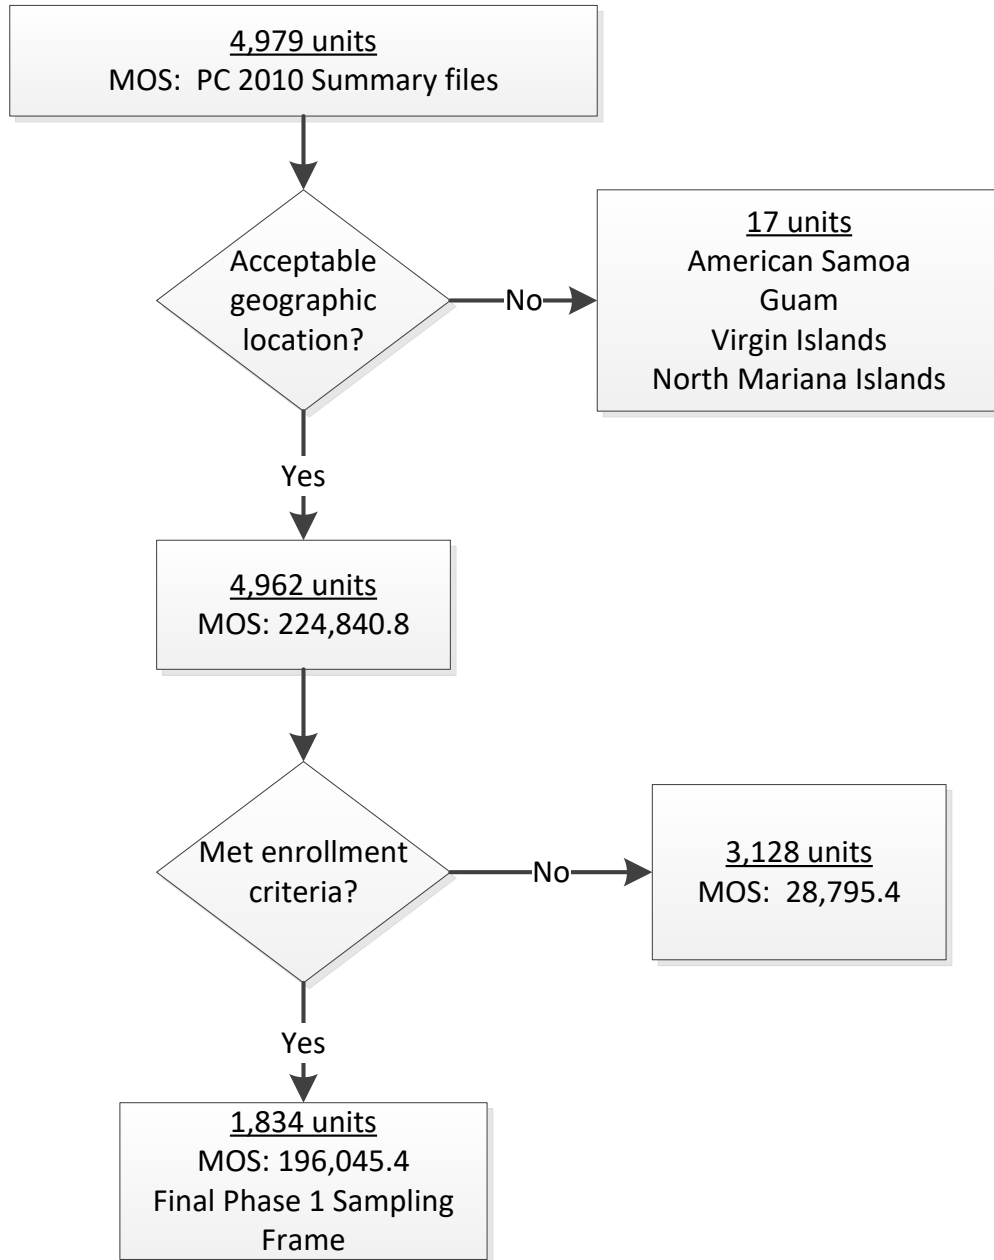 4,979 units
MOS:  PC 2010 Summary files
Acceptable
geographic
location?
No
17 units
American Samoa
Guam
Virgin Islands
North Mariana Islands
Yes
4,962 units
MOS: 224,840.8
Met enrollment
criteria?
No
3,128 units
MOS:  28,795.4
Yes
1,834 units
MOS: 196,045.4
Final Phase 1 Sampling
Frame